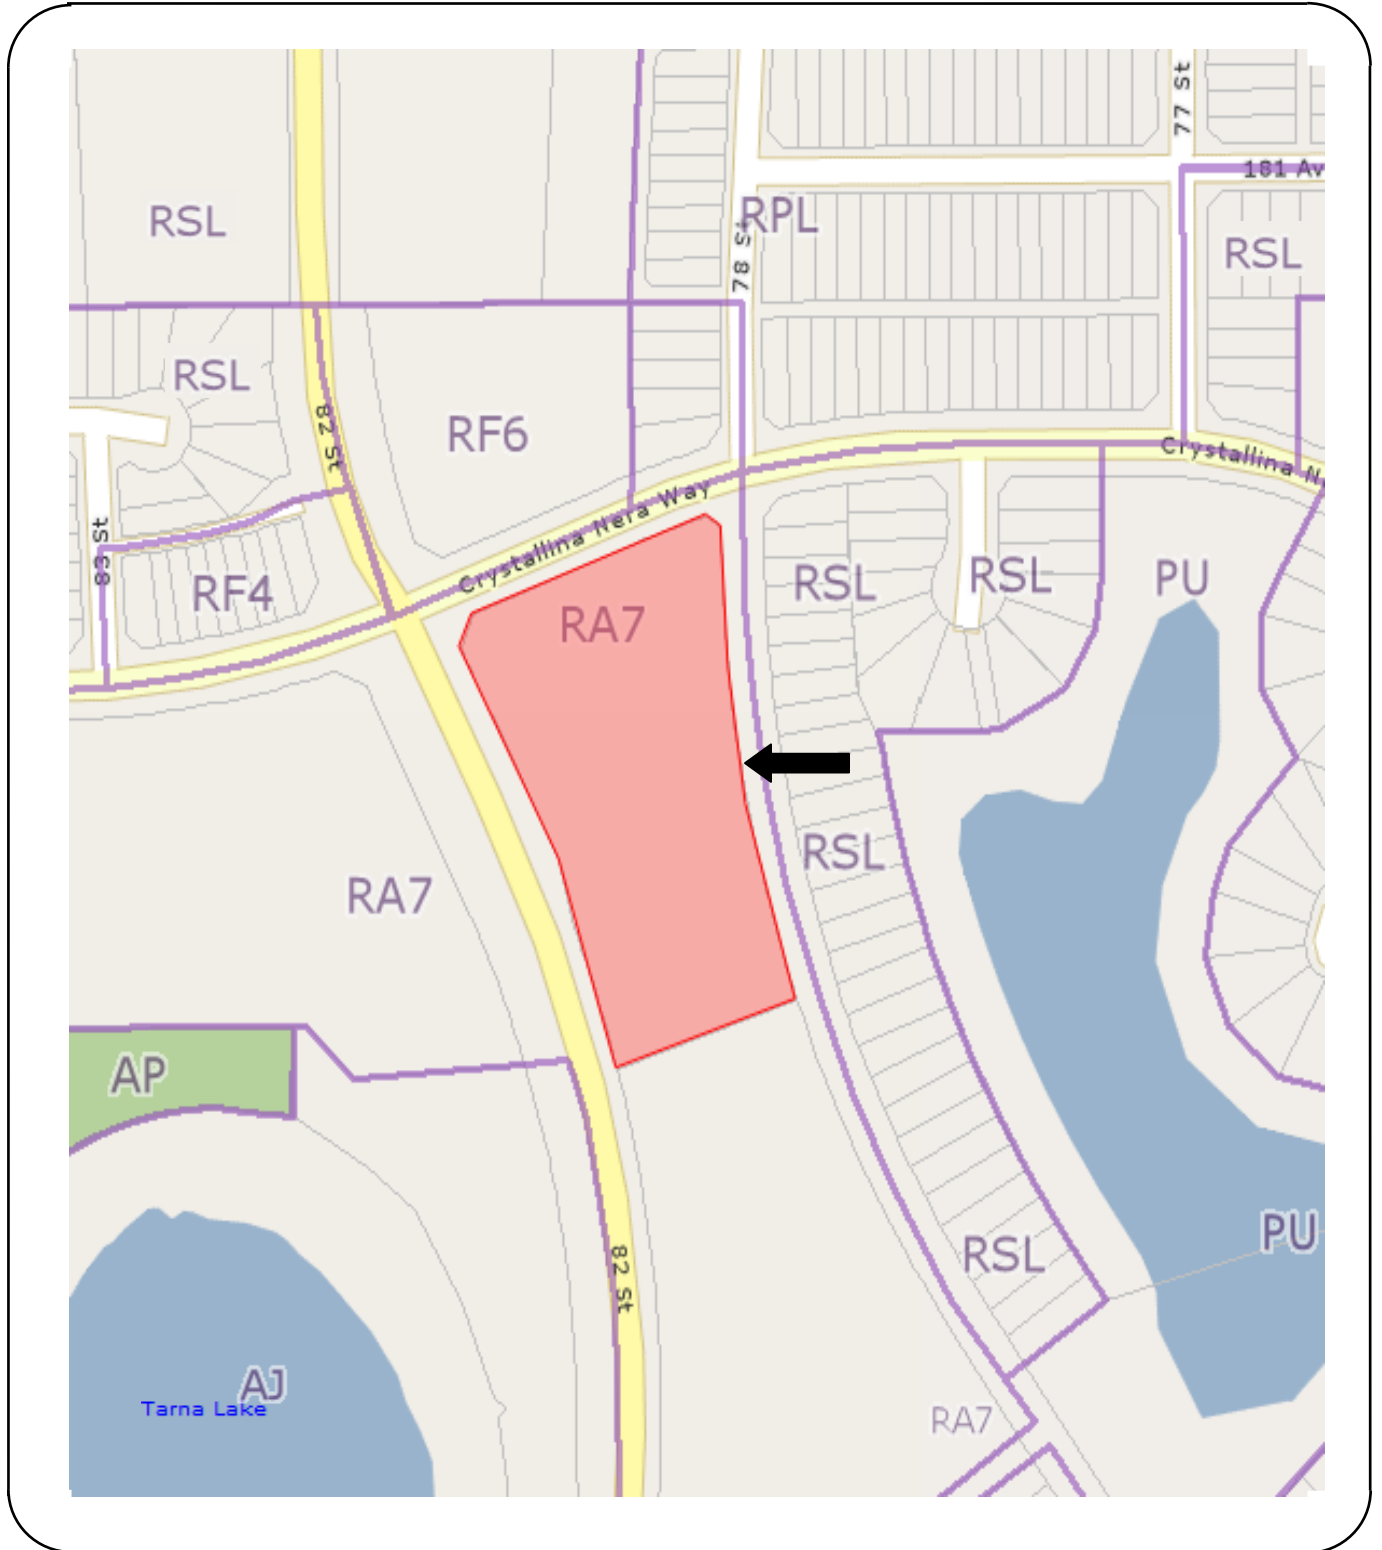 77 St
181 Av
RSL
RPL
78 St
RSL
RSL
82 St
RF6
Crystallina N
Crystallina Nera Way
83 St
RF4
RA7
RSL
RSL
PU
RSL
RA7
AP
PU
RSL
82 St
AJ
Tarna Lake
RA7